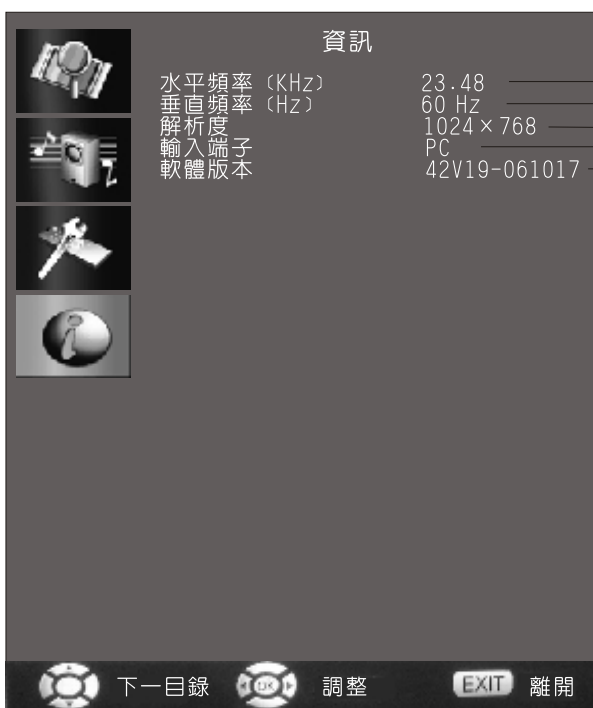 資訊
水平頻率（KHz） 23.48
垂直頻率（Hz） 60 Hz
解析度 1024×768
輸入端子 PC
軟體版本 42V19-061017
下一目錄 OK 調整 EXIT 離開